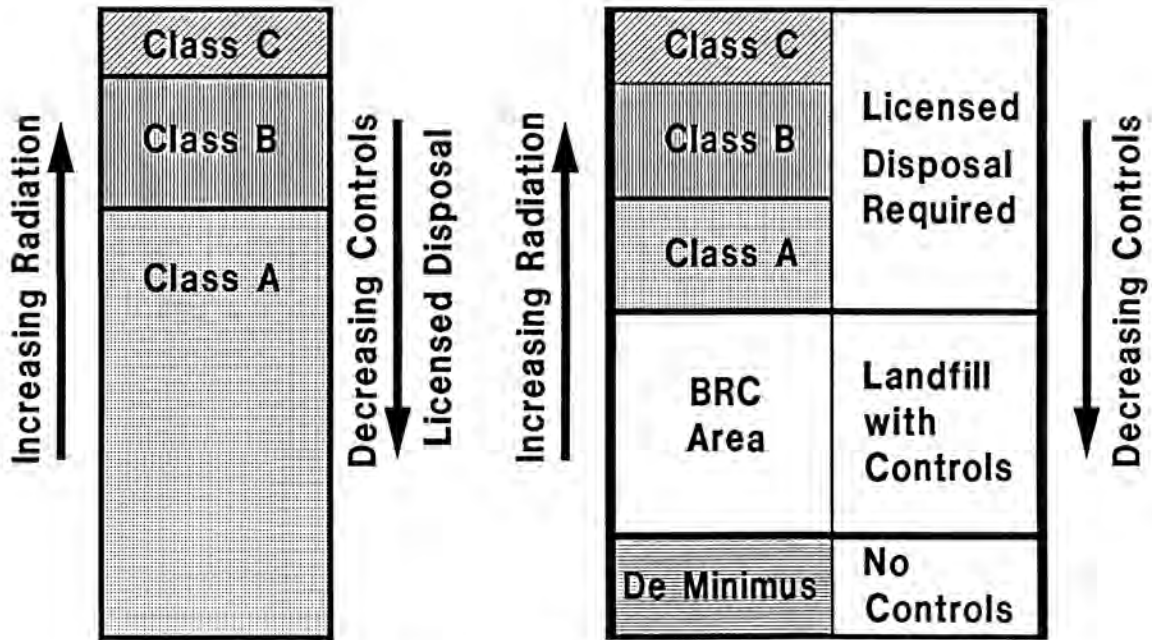 Increasing Radiation
Class C
Class B
Class A
Decreasing Controls
Licensed Disposal
Increasing Radiation
Class C
Class B
Class A
BRC
Area
De Minimus
Licensed
Disposal
Required
Landfill
with
Controls
No
Controls
Decreasing Controls